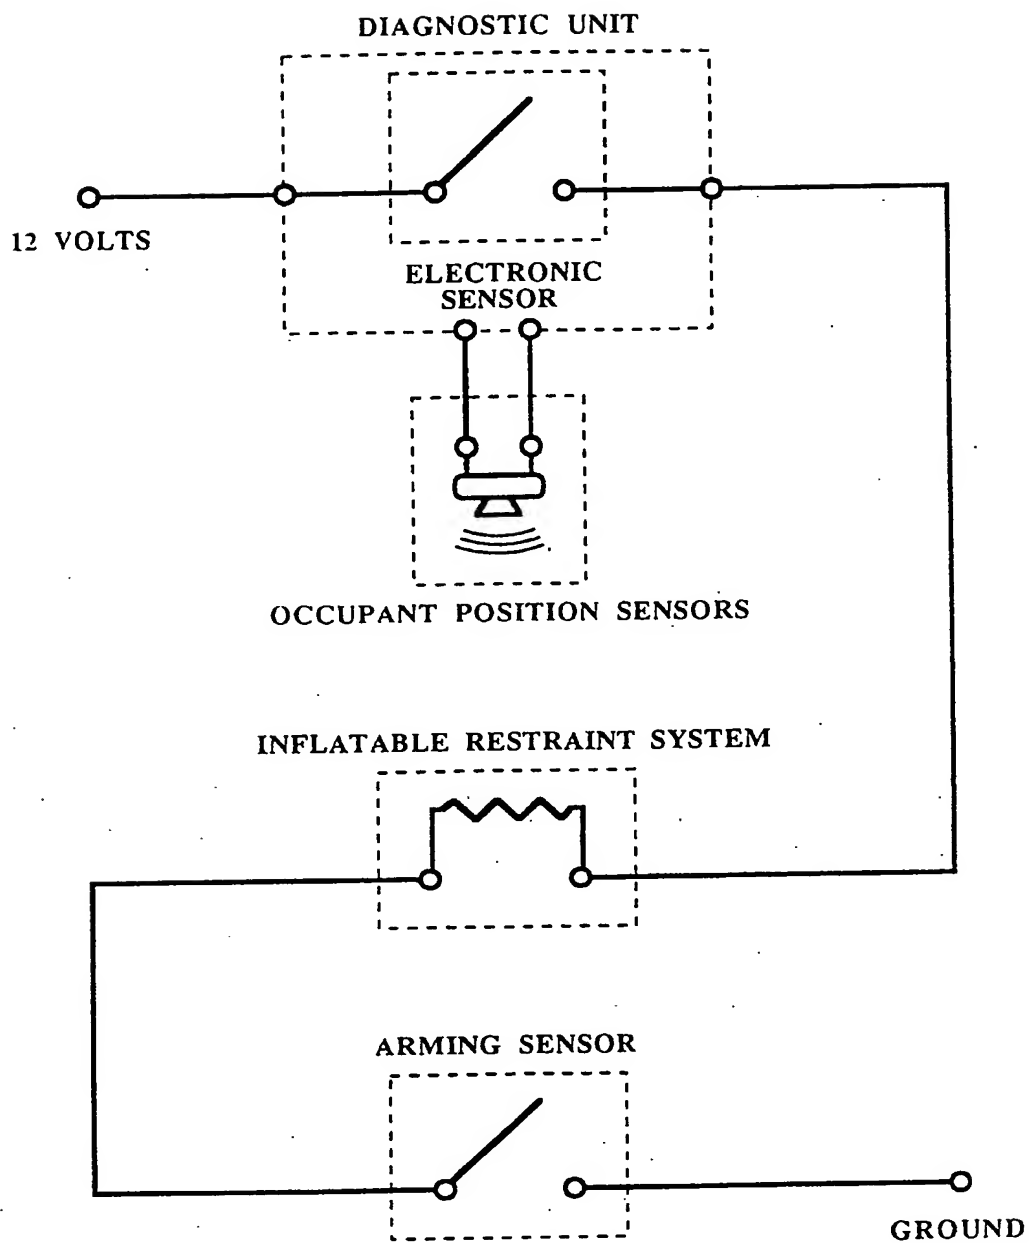 DIAGNOSTIC UNIT
12 VOLTS
ELECTRONIC
SENSOR
OCCUPANT POSITION SENSORS
INFLATABLE RESTRAINT SYSTEM
ARMING SENSOR
GROUND